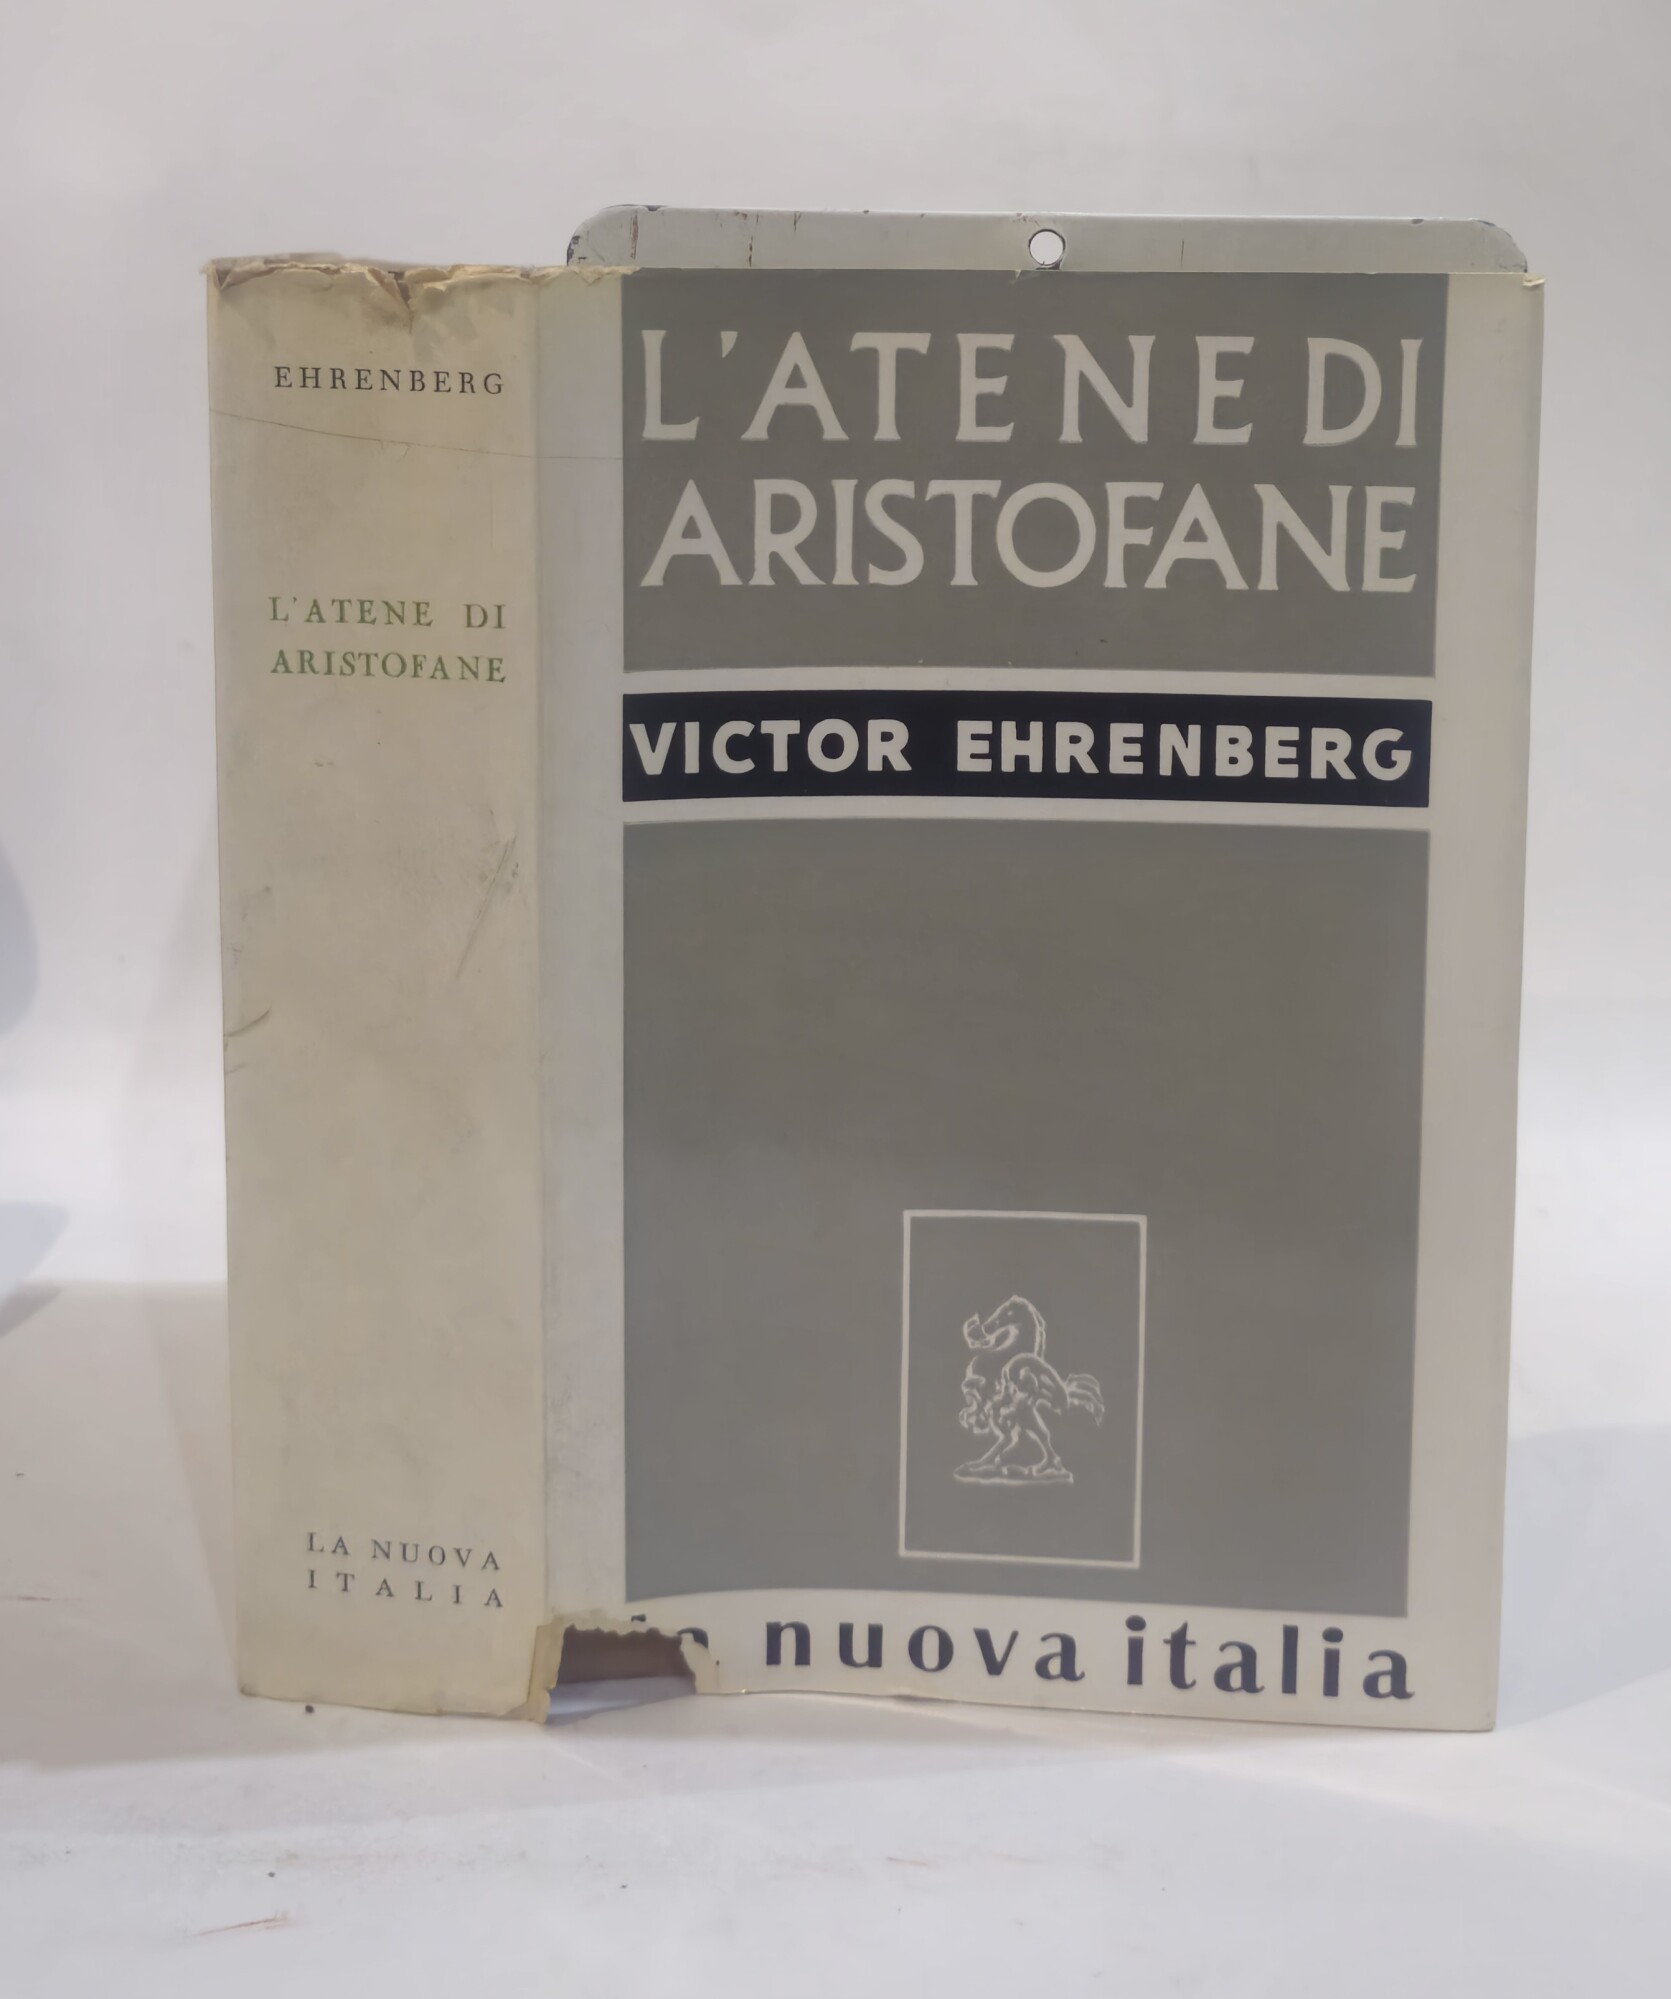 EHRENBERG
L'ATENE DI
ARISTOFANE
LA NUOVA
ITALIA
L'ATENE DI
ARISTOFANE
VICTOR EHRENBERG
nuova italia